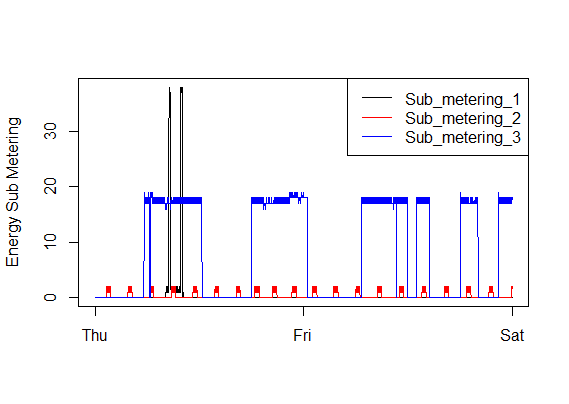 Sub_metering_1
Sub_metering_2
Sub_metering_3
Energy Sub Metering
30
20
10
0
Thu Fri Sat